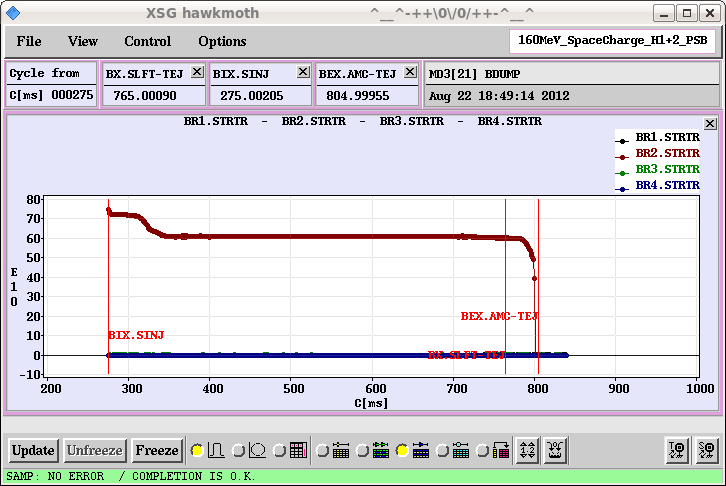 XSG hawkmoth ^__^-++\0\/0/++-^__^
File View Control Options 160MeV_SpaceCharge_H1+2_PSB
Cycle from BX.SLFT-TEJ BIX.SINJ BEX.AMC-TEJ MD3[21] BDUMP
C[ms] 000275 765.00090 275.00205 804.99955 Aug 22 18:49:14 2012
BR1.STRTR - BR2.STRTR - BR3.STRTR - BR4.STRTR
BR1.STRTR
BR2.STRTR
BR3.STRTR
BR4.STRTR
80
70
60
50
40
30
20
10
0
-10
E10
BEX.AMC-TEJ
BIX.SINJ
BX.SLFT-TEJ
200 300 400 500 600 700 800 900 1000
C[ms]
Update Unfreeze Freeze
SAMP: NO ERROR / COMPLETION IS O.K.